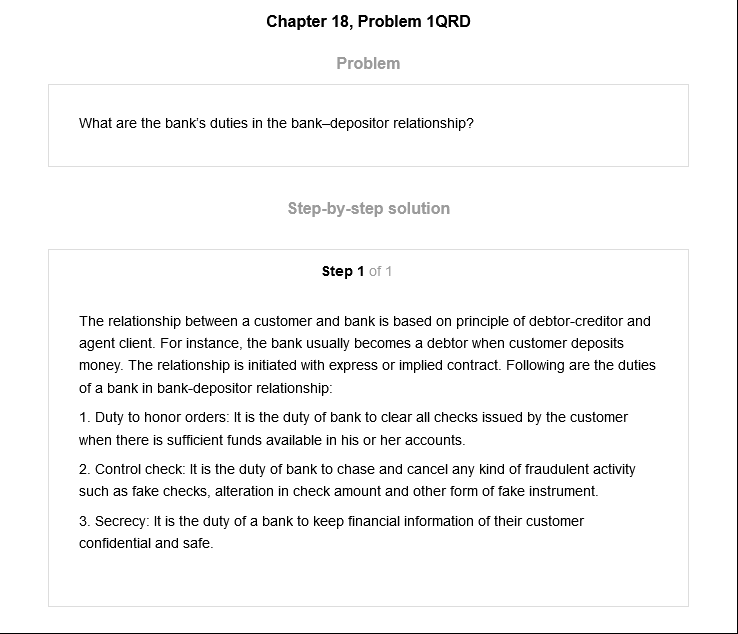 Chapter 18, Problem 1QRD
Problem
What are the bank's duties in the bank–depositor relationship?
Step-by-step solution
Step 1 of 1
The relationship between a customer and bank is based on principle of debtor-creditor and
agent client. For instance, the bank usually becomes a debtor when customer deposits
money. The relationship is initiated with express or implied contract. Following are the duties
of a bank in bank-depositor relationship:
1. Duty to honor orders: It is the duty of bank to clear all checks issued by the customer
when there is sufficient funds available in his or her accounts.
2. Control check: It is the duty of bank to chase and cancel any kind of fraudulent activity
such as fake checks, alteration in check amount and other form of fake instrument.
3. Secrecy: It is the duty of a bank to keep financial information of their customer
confidential and safe.